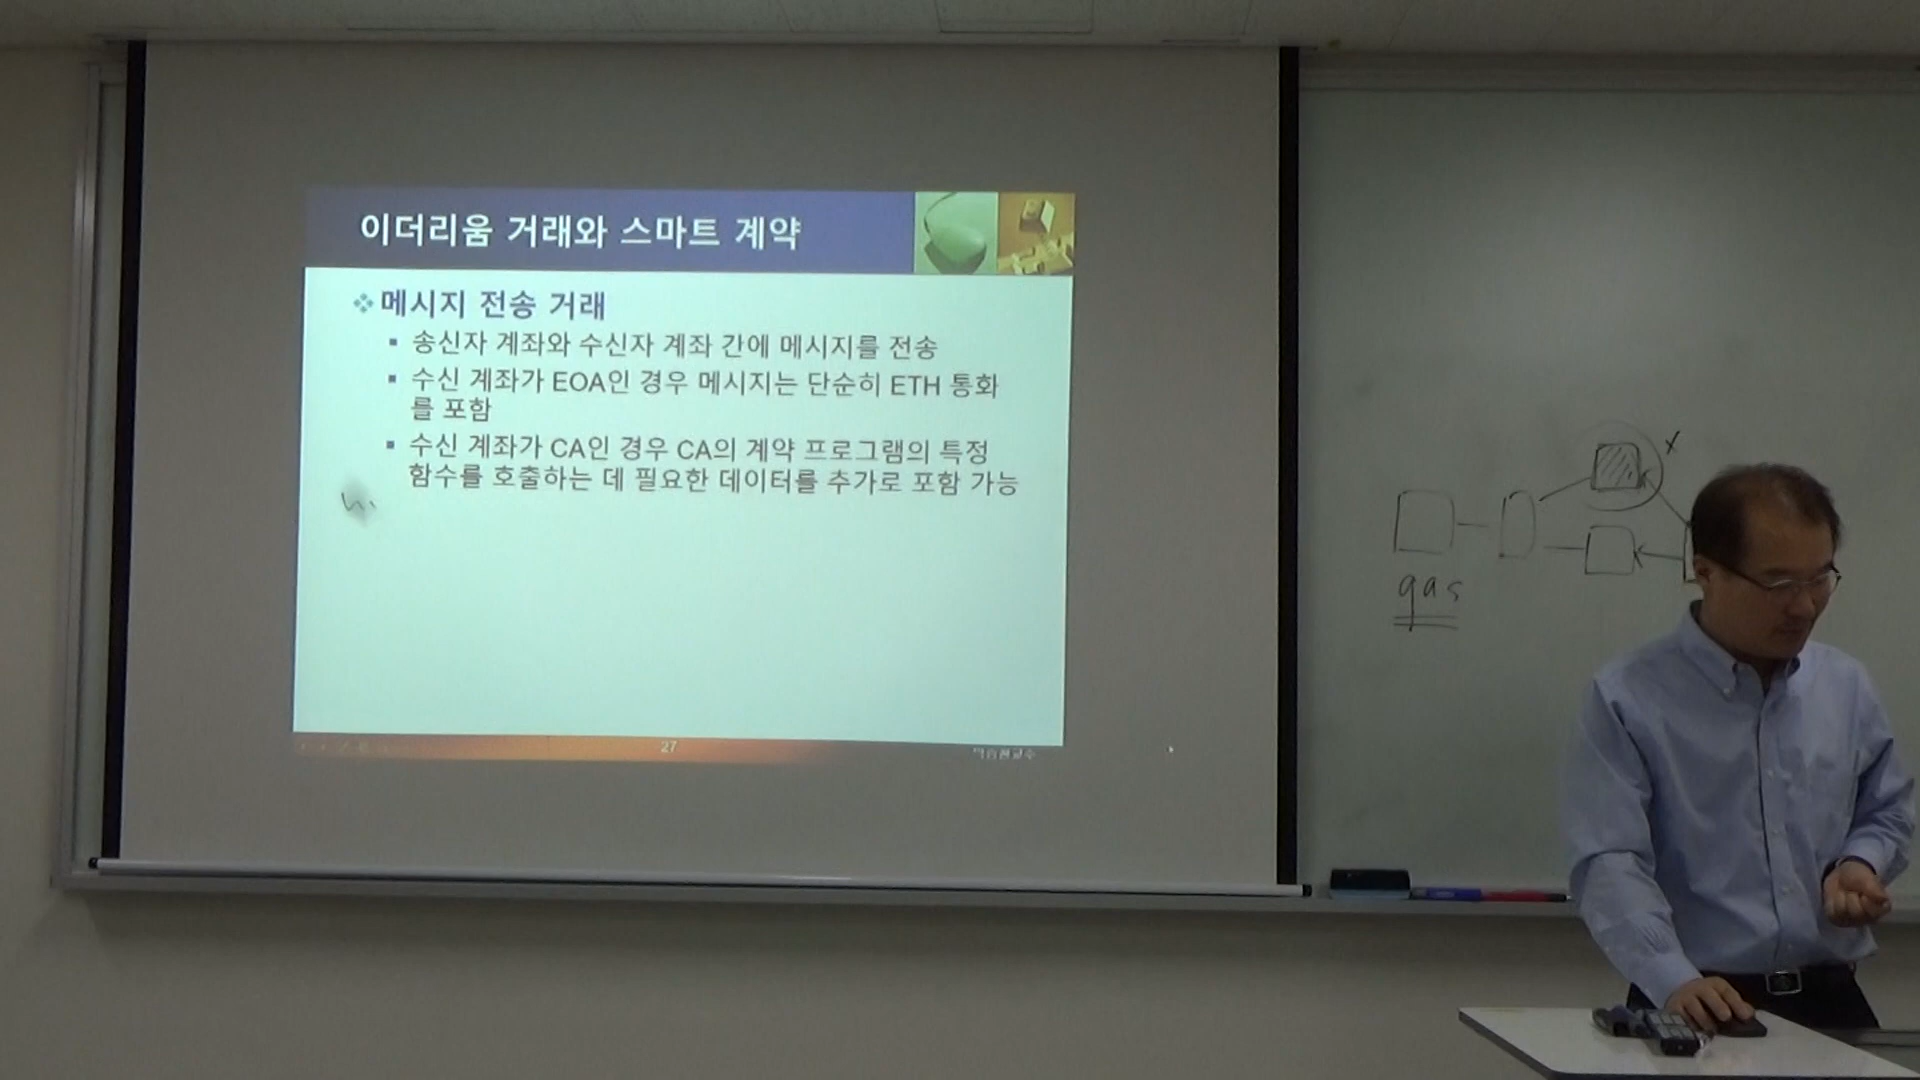 이더리움 거래와 스마트 계약
메시지 전송 거래
송신자 계좌와 수신자 계좌 간에 메시지를 전송
수신 계좌가 EOA인 경우 메시지는 단순히 ETH 통화
를 포함
수신 계좌가 CA인 경우 CA의 계약 프로그램의 특정
함수를 호출하는 데 필요한 데이터를 추가로 포함 가능
27
gas
x